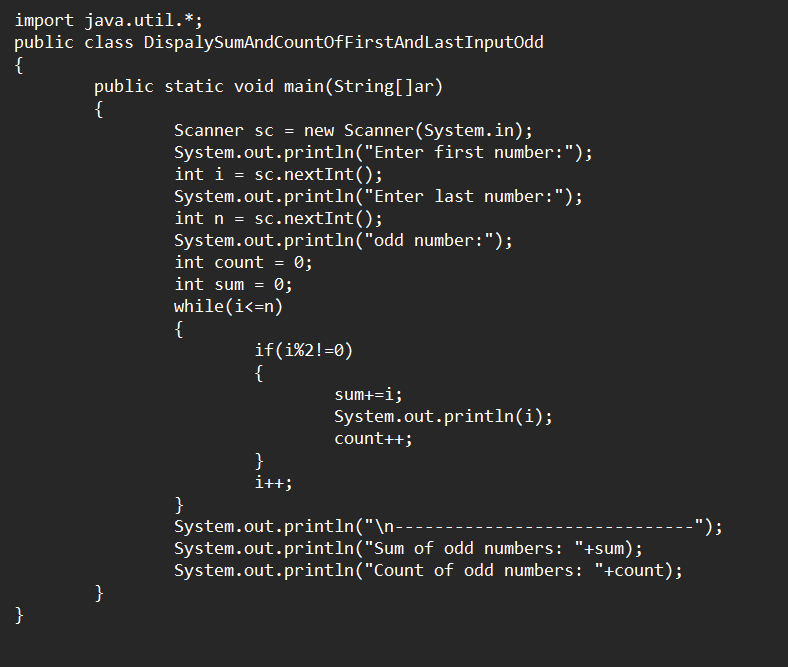 import java.util.*;
public class DispalySumAndCountOfFirstAndLastInputOdd
{
        public static void main(String[]ar)
        {
                Scanner sc = new Scanner(System.in);
                System.out.println("Enter first number:");
                int i = sc.nextInt();
                System.out.println("Enter last number:");
                int n = sc.nextInt();
                System.out.println("odd number:");
                int count = 0;
                int sum = 0;
                while(i<=n)
                {
                        if(i%2!=0)
                        {
                                sum+=i;
                                System.out.println(i);
                                count++;
                        }
                        i++;
                }
                System.out.println("\n------------------------------");
                System.out.println("Sum of odd numbers: "+sum);
                System.out.println("Count of odd numbers: "+count);
        }
}